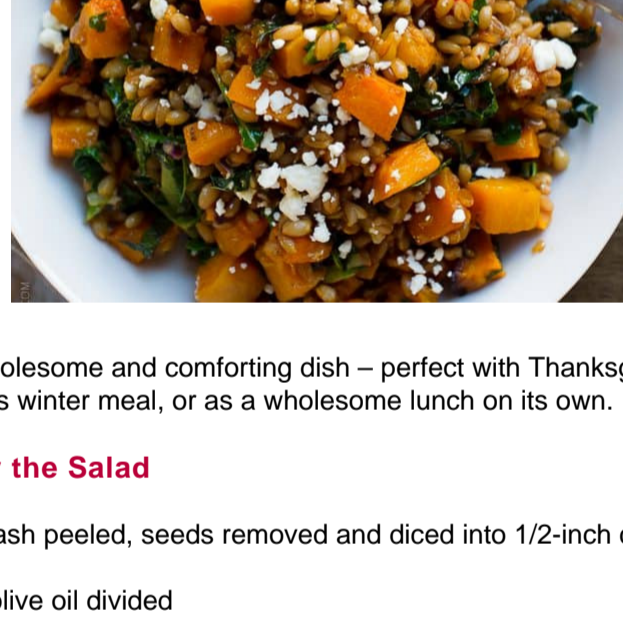 olesome and comforting dish – perfect with Thanksg
s winter meal, or as a wholesome lunch on its own.
the Salad
ash peeled, seeds removed and diced into 1/2-inch
olive oil divided